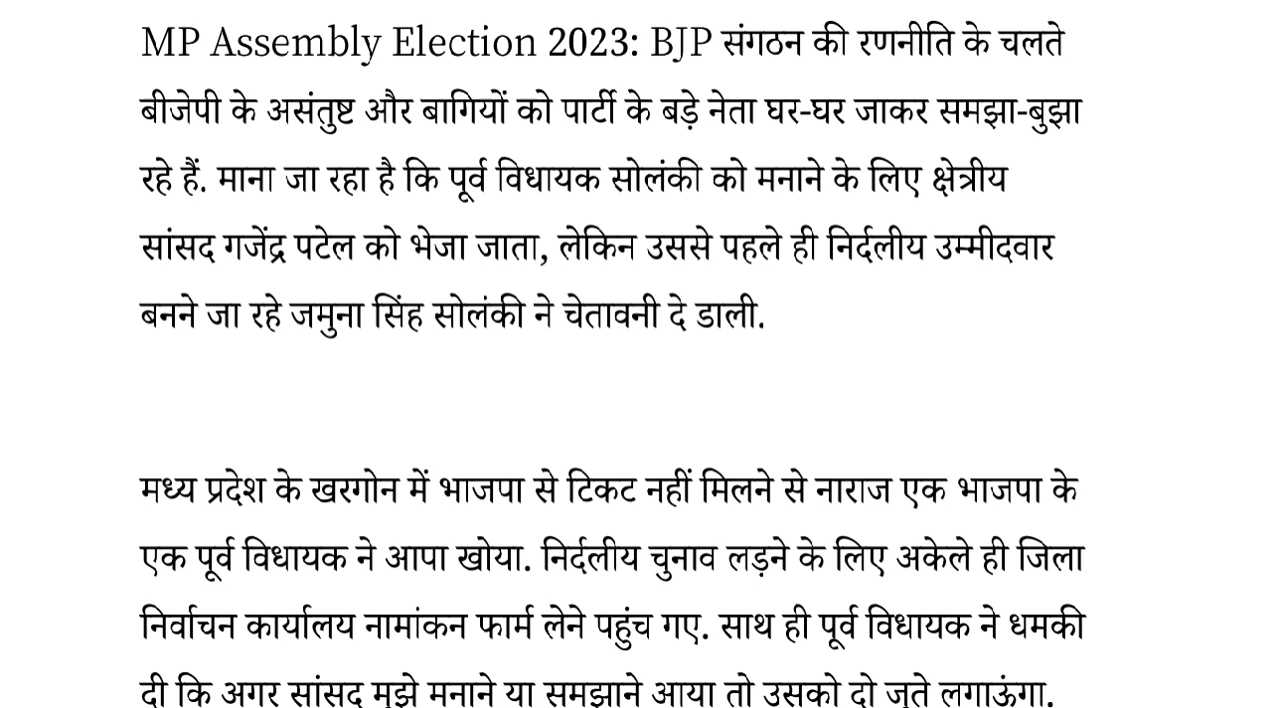 MP Assembly Election 2023: BJP संगठन की रणनीति के चलते
बीजेपी के असंतुष्ट और बागियों को पार्टी के बड़े नेता घर-घर जाकर समझा-बुझा
रहे हैं. माना जा रहा है कि पूर्व विधायक सोलंकी को मनाने के लिए क्षेत्रीय
सांसद गजेंद्र पटेल को भेजा जाता, लेकिन उससे पहले ही निर्दलीय उम्मीदवार
बनने जा रहे जमुना सिंह सोलंकी ने चेतावनी दे डाली.
मध्य प्रदेश के खरगोन में भाजपा से टिकट नहीं मिलने से नाराज एक भाजपा के
एक पूर्व विधायक ने आपा खोया. निर्दलीय चुनाव लड़ने के लिए अकेले ही जिला
निर्वाचन कार्यालय नामांकन फार्म लेने पहुंच गए. साथ ही पूर्व विधायक ने धमकी
दी कि अगर सांसद मुझे मनाने या समझाने आया तो उसको दो जूते लगाऊंगा.